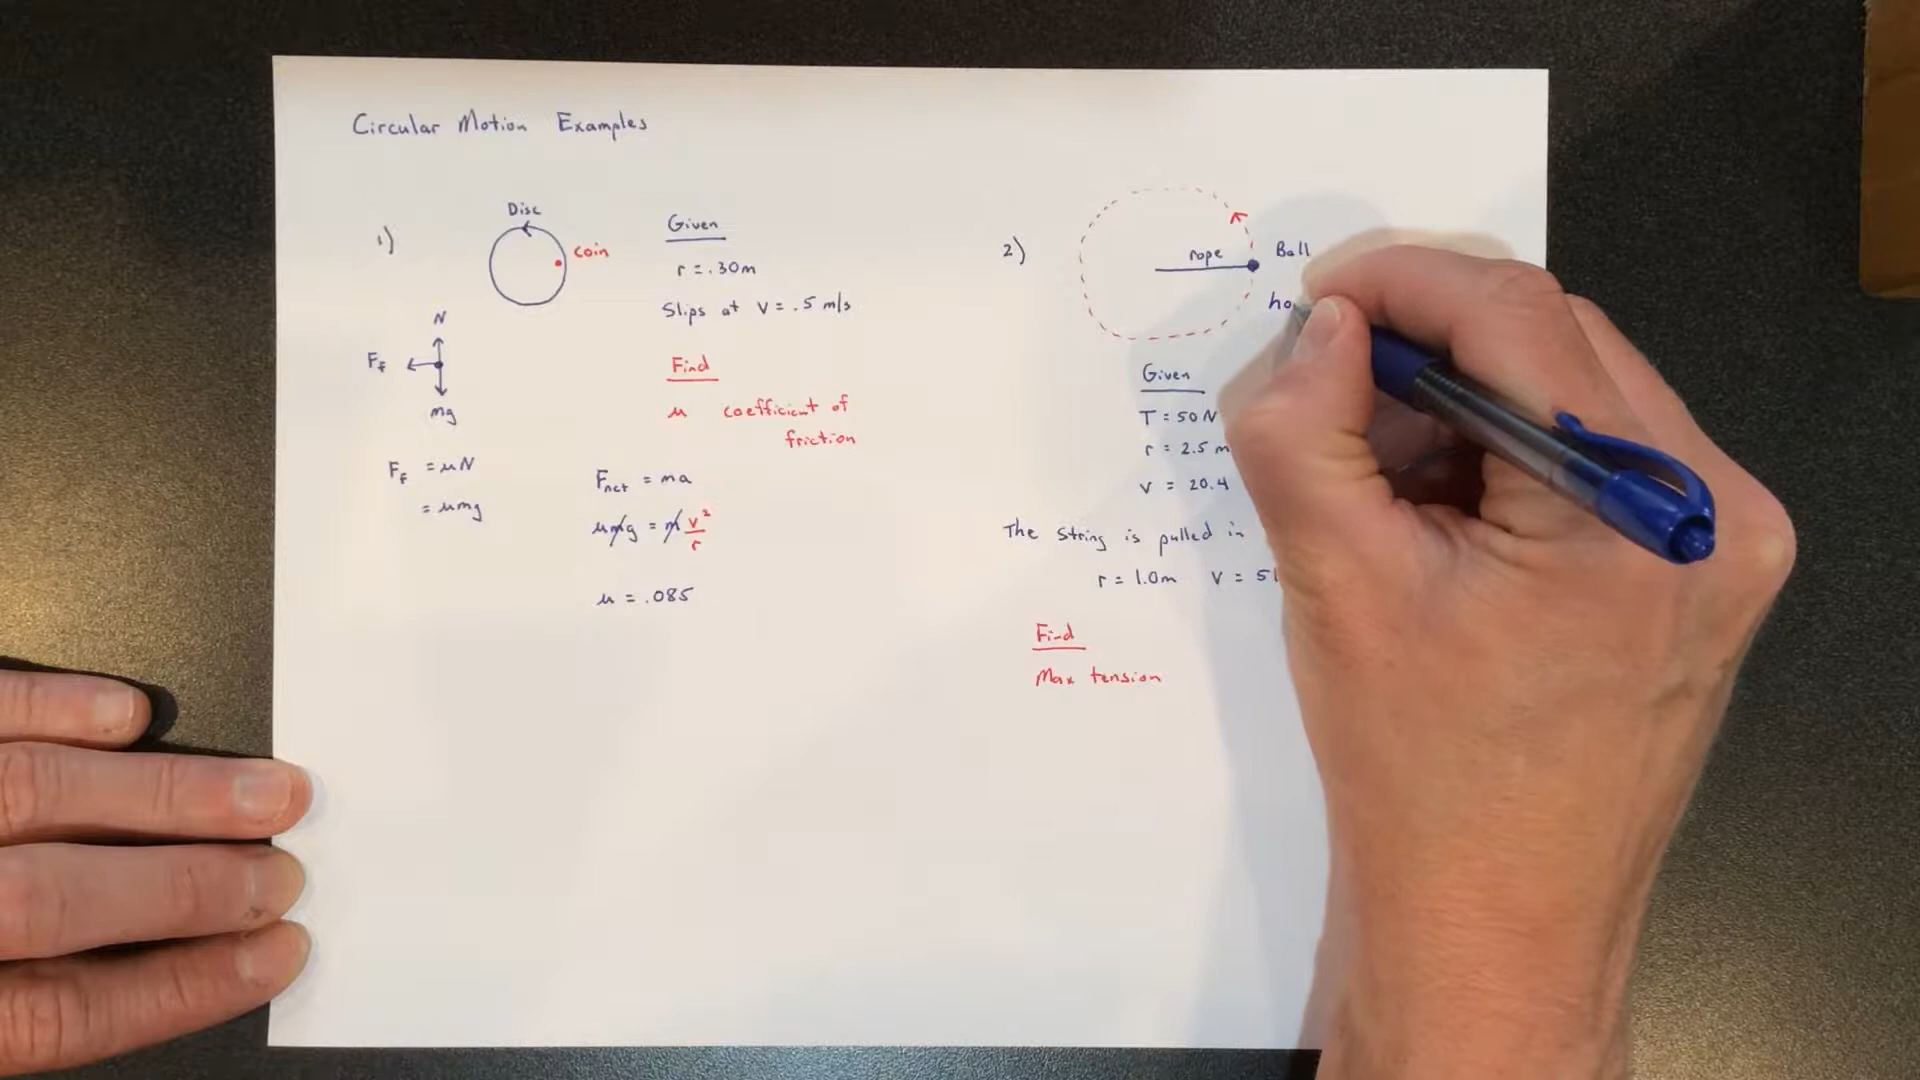 Circular Motion Examples
1)
Disc
coin
Given
r = .30m
Slips at v = .5 m/s
N
Ff
mg
Find
μ coefficient of
friction
Ff = μN
= μmg
Fnet = ma
μmg = m v²/r
μ = .085
2)
rope
Ball
Given
T = 50N
r = 2.5 m
v = 20.4
The string is pulled in
r = 1.0m v = 51
Find
Max tension